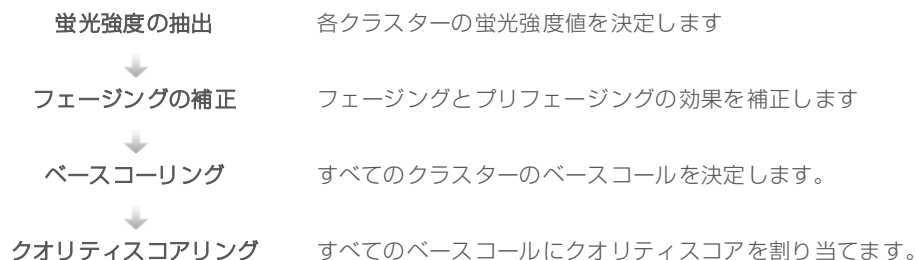 蛍光強度の抽出 各クラスターの蛍光強度値を決定します
フェージングの補正 フェージングとプリフェージングの効果を補正します
ベースコーリング すべてのクラスターのベースコールを決定します。
クオリティスコアリング すべてのベースコールにクオリティスコアを割り当てます。